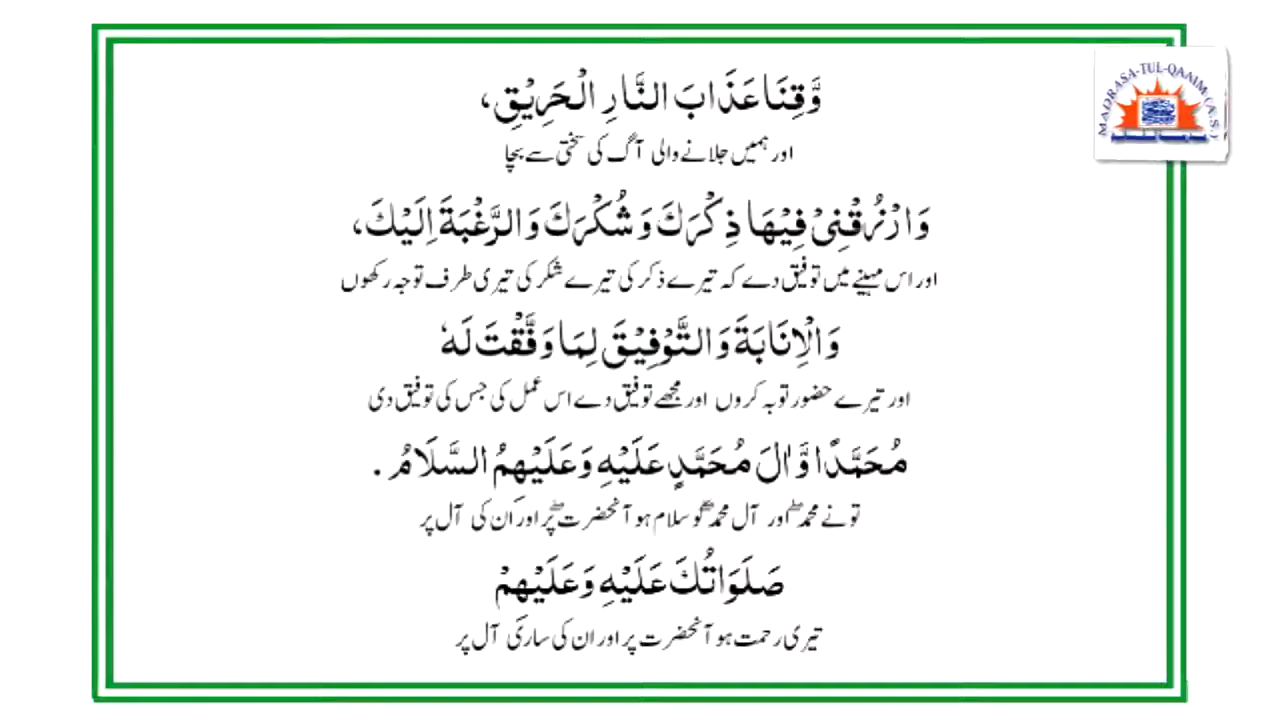 وَّقِنَا عَذَابَ النَّارِ الْحَرِيْقِ،
اور ہمیں جلانے والی آگ کی سختی سے بچا
وَارْزُقْنِيْ فِيْهَا ذِكْرَكَ وَشُكْرَكَ وَالرَّغْبَةَ اِلَيْكَ،
اور اس مہینے میں توفیق دے کہ تیرے ذکر کی تیرے شکر کی تیری طرف توجہ رکھوں
وَالْاِنَابَةَ وَالتَّوْفِيْقَ لِمَا وَفَّقْتَ لَهٗ
اور تیرے حضور توبہ کروں اور مجھے توفیق دے اس عمل کی جس کی توفیق دی
مُحَمَّدًا وَّاٰلَ مُحَمَّدٍ عَلَيْهِ وَعَلَيْهِمُ السَّلَامُ.
تو نے محمدؐ اور آل محمدؐ کو سلام ہو آنحضرتؐ پر اور ان کی آل پر
صَلَوَاتُكَ عَلَيْهِ وَعَلَيْهِمْ
تیری رحمت ہو آنحضرت پر اور ان کی ساری آل پر
MADRASA-TUL-QAAIM (A.S)